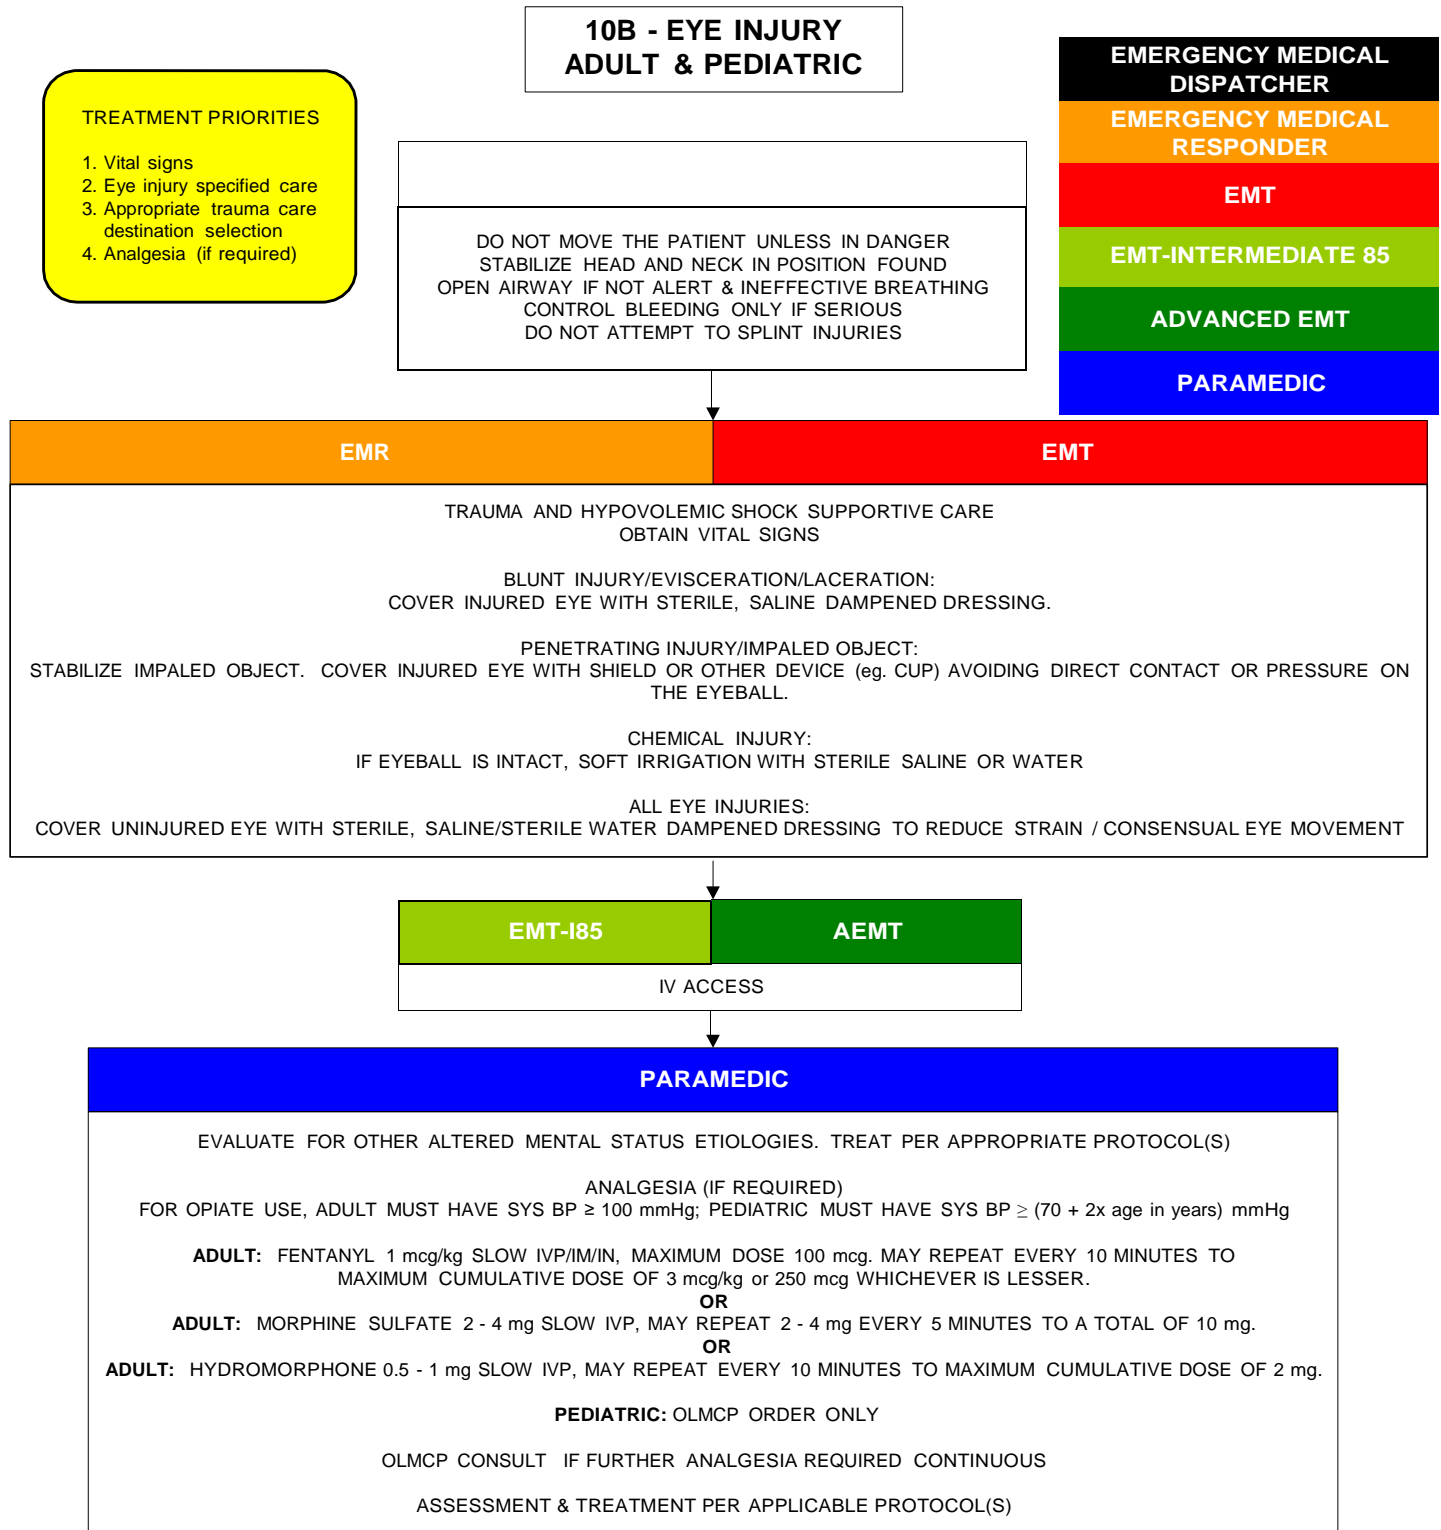 10B - EYE INJURY
ADULT & PEDIATRIC
TREATMENT PRIORITIES
1. Vital signs
2. Eye injury specified care
3. Appropriate trauma care
destination selection
4. Analgesia (if required)
EMERGENCY MEDICAL
DISPATCHER
EMERGENCY MEDICAL
RESPONDER
EMT
EMT-INTERMEDIATE 85
ADVANCED EMT
PARAMEDIC
DO NOT MOVE THE PATIENT UNLESS IN DANGER
STABILIZE HEAD AND NECK IN POSITION FOUND
OPEN AIRWAY IF NOT ALERT & INEFFECTIVE BREATHING
CONTROL BLEEDING ONLY IF SERIOUS
DO NOT ATTEMPT TO SPLINT INJURIES
EMR
EMT
TRAUMA AND HYPOVOLEMIC SHOCK SUPPORTIVE CARE
OBTAIN VITAL SIGNS
BLUNT INJURY/EVISCERATION/LACERATION:
COVER INJURED EYE WITH STERILE, SALINE DAMPENED DRESSING.
PENETRATING INJURY/IMPALED OBJECT:
STABILIZE IMPALED OBJECT. COVER INJURED EYE WITH SHIELD OR OTHER DEVICE (eg. CUP) AVOIDING DIRECT CONTACT OR PRESSURE ON
THE EYEBALL.
CHEMICAL INJURY:
IF EYEBALL IS INTACT, SOFT IRRIGATION WITH STERILE SALINE OR WATER
ALL EYE INJURIES:
COVER UNINJURED EYE WITH STERILE, SALINE/STERILE WATER DAMPENED DRESSING TO REDUCE STRAIN / CONSENSUAL EYE MOVEMENT
EMT-I85
AEMT
IV ACCESS
PARAMEDIC
EVALUATE FOR OTHER ALTERED MENTAL STATUS ETIOLOGIES. TREAT PER APPROPRIATE PROTOCOL(S)
ANALGESIA (IF REQUIRED)
FOR OPIATE USE, ADULT MUST HAVE SYS BP ≥ 100 mmHg; PEDIATRIC MUST HAVE SYS BP ≥ (70 + 2x age in years) mmHg
ADULT: FENTANYL 1 mcg/kg SLOW IVP/IM/IN, MAXIMUM DOSE 100 mcg. MAY REPEAT EVERY 10 MINUTES TO
MAXIMUM CUMULATIVE DOSE OF 3 mcg/kg or 250 mcg WHICHEVER IS LESSER.
OR
ADULT: MORPHINE SULFATE 2 - 4 mg SLOW IVP, MAY REPEAT 2 - 4 mg EVERY 5 MINUTES TO A TOTAL OF 10 mg.
OR
ADULT: HYDROMORPHONE 0.5 - 1 mg SLOW IVP, MAY REPEAT EVERY 10 MINUTES TO MAXIMUM CUMULATIVE DOSE OF 2 mg.
PEDIATRIC: OLMCP ORDER ONLY
OLMCP CONSULT IF FURTHER ANALGESIA REQUIRED CONTINUOUS
ASSESSMENT & TREATMENT PER APPLICABLE PROTOCOL(S)